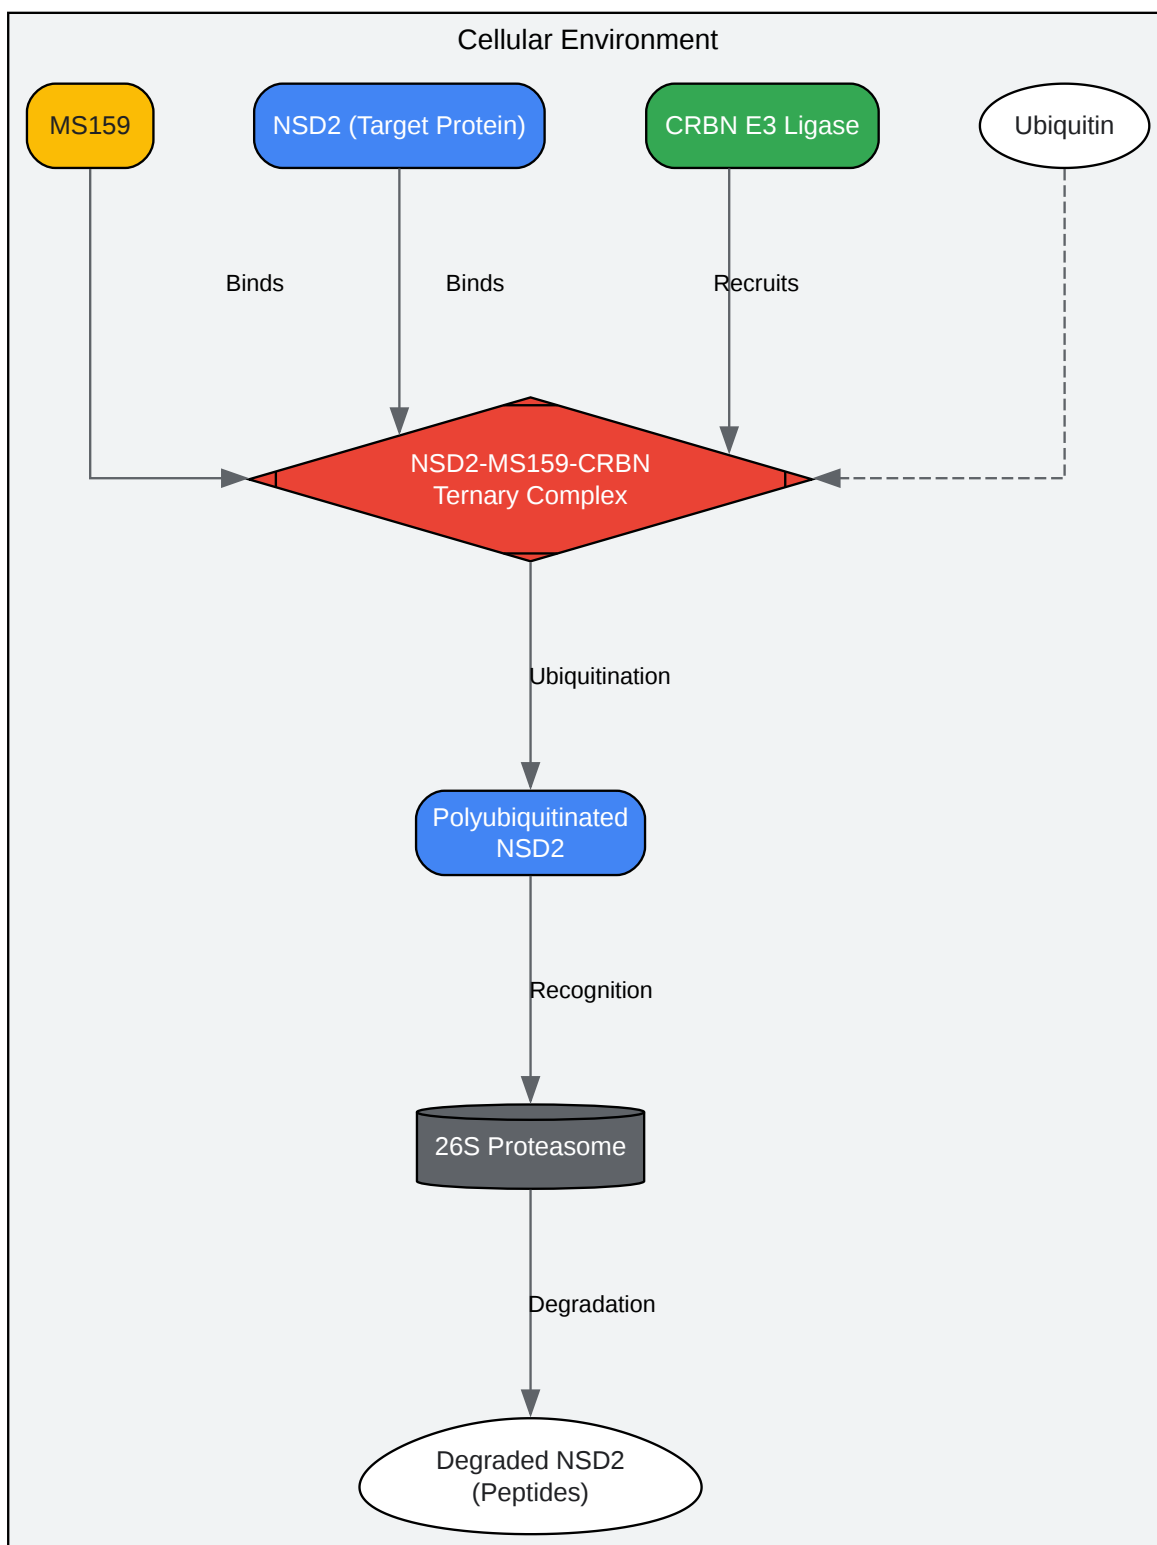 Cellular Environment
MS159
NSD2 (Target Protein)
CRBN E3 Ligase
Ubiquitin
Binds
Binds
Recruits
NSD2-MS159-CRBN
Ternary Complex
Ubiquitination
Polyubiquitinated
NSD2
Recognition
26S Proteasome
Degradation
Degraded NSD2
(Peptides)